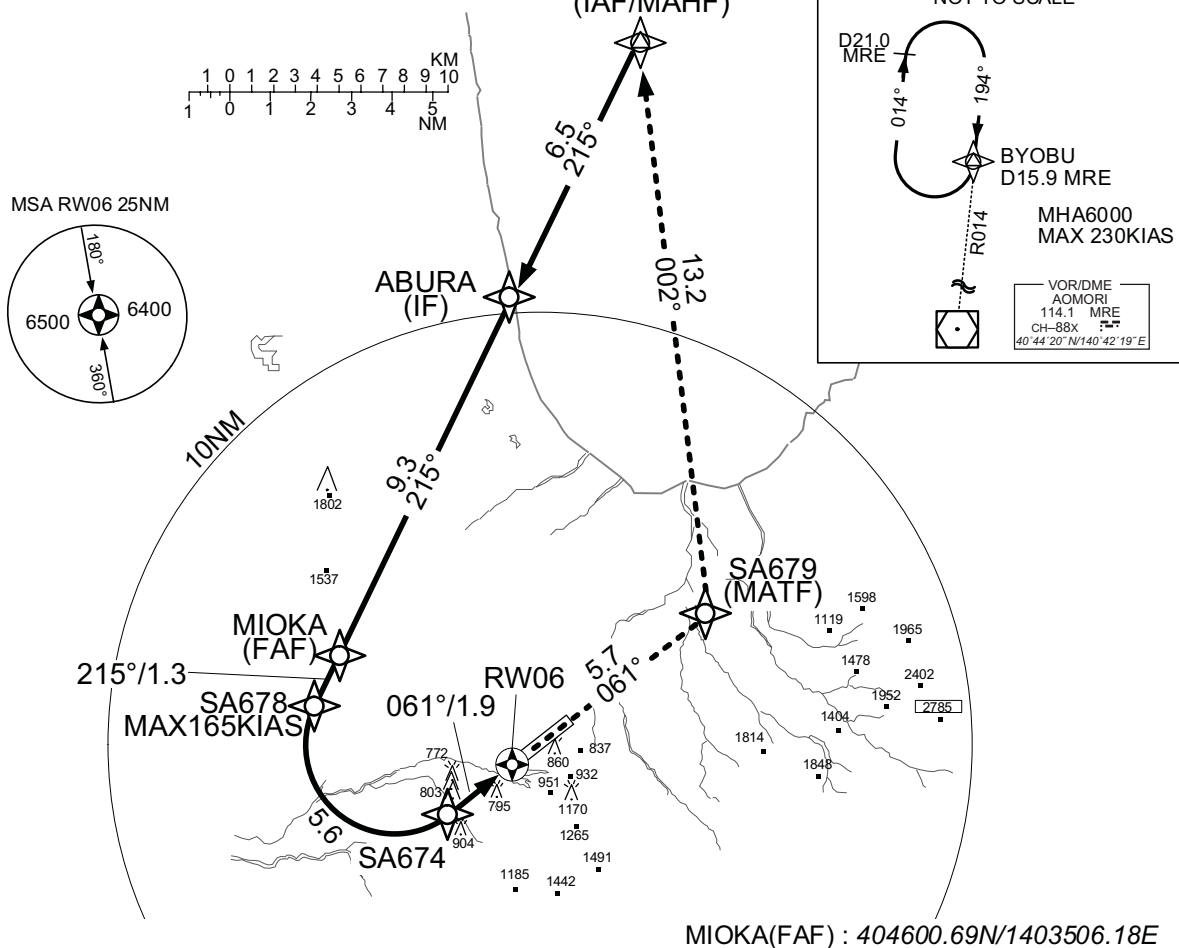 (IAF/MAHF)
NOT TO SCALE
D21.0
MRE
014°
194°
BYOBU
D15.9 MRE
MHA6000
MAX 230KIAS
R014
VOR/DME
AOMORI
114.1 MRE
CH–88X
40°44'20"N/140°42'19"E
KM
1 0 1 2 3 4 5 6 7 8 9 10
1 0 1 2 3 4 5
NM
6.5
215°
MSA RW06 25NM
180°
6500
6400
360°
ABURA
(IF)
13.2
002°
10NM
9.3
215°
1802
1537
SA679
(MATF)
MIOKA
(FAF)
215°/1.3
SA678
MAX165KIAS
061°/1.9
RW06
5.7
061°
1598
1119
1965
1478
2402
1952
2785
1404
1814
1848
772
803
795
904
860
837
932
951
1170
1265
1491
1185
1442
5.6
SA674
MIOKA(FAF) : 404600.69N/1403506.18E